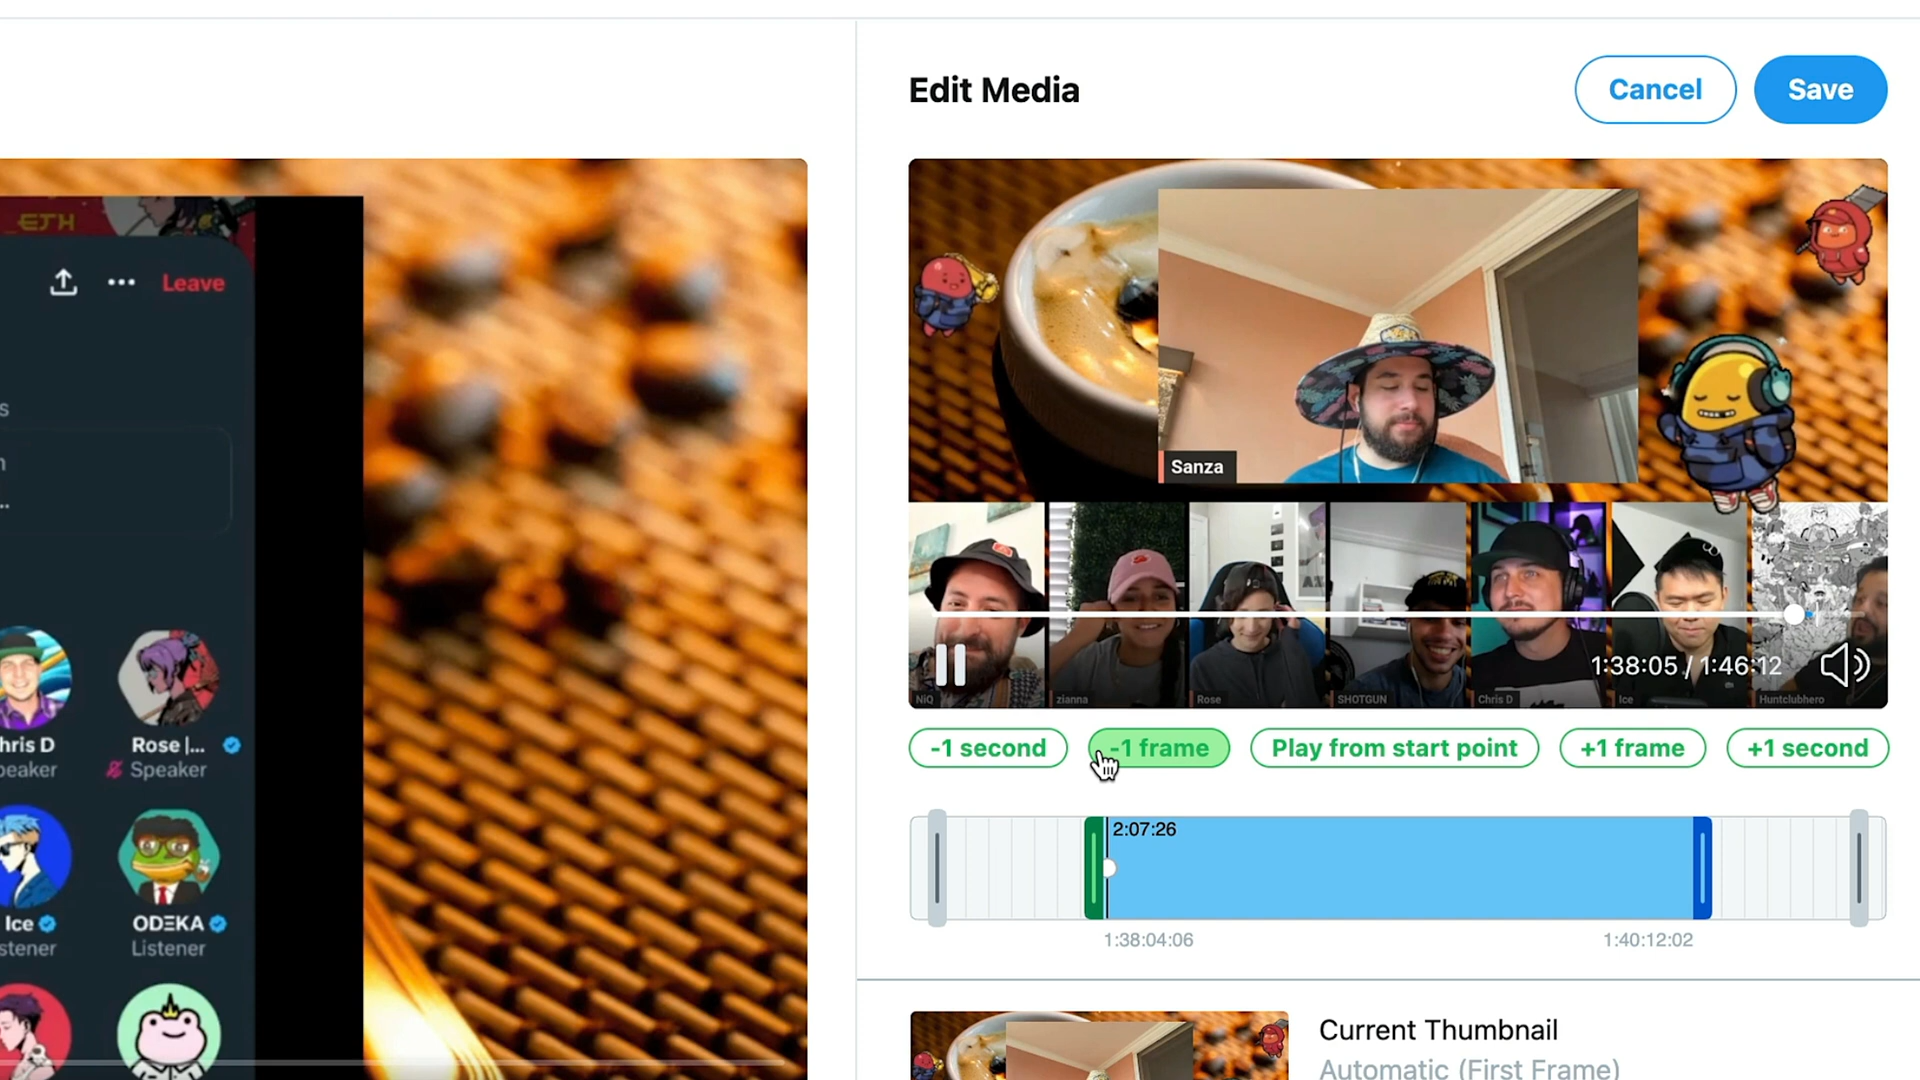 Edit Media
Cancel
Save
ETH
Leave
s
n
..
hris D
peaker
Rose |...
Speaker
Ice
stener
ODΞKA
Listener
Sanza
NiQ
zianna
Rose
SHOTGUN
Chris D
Ice
Huntclubhero
1:38:05 / 1:46:12
-1 second
-1 frame
Play from start point
+1 frame
+1 second
2:07:26
1:38:04:06
1:40:12:02
Current Thumbnail
Automatic (First Frame)